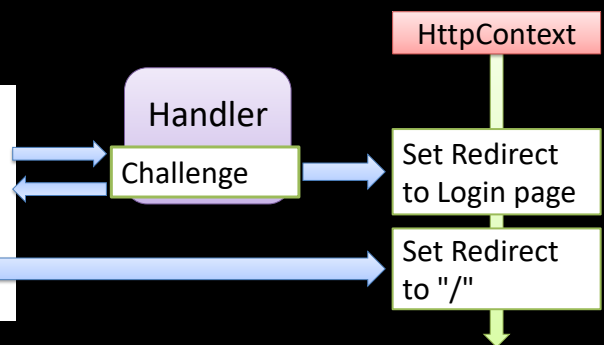 HttpContext
Handler
Challenge
Set Redirect
to Login page
Set Redirect
to "/"